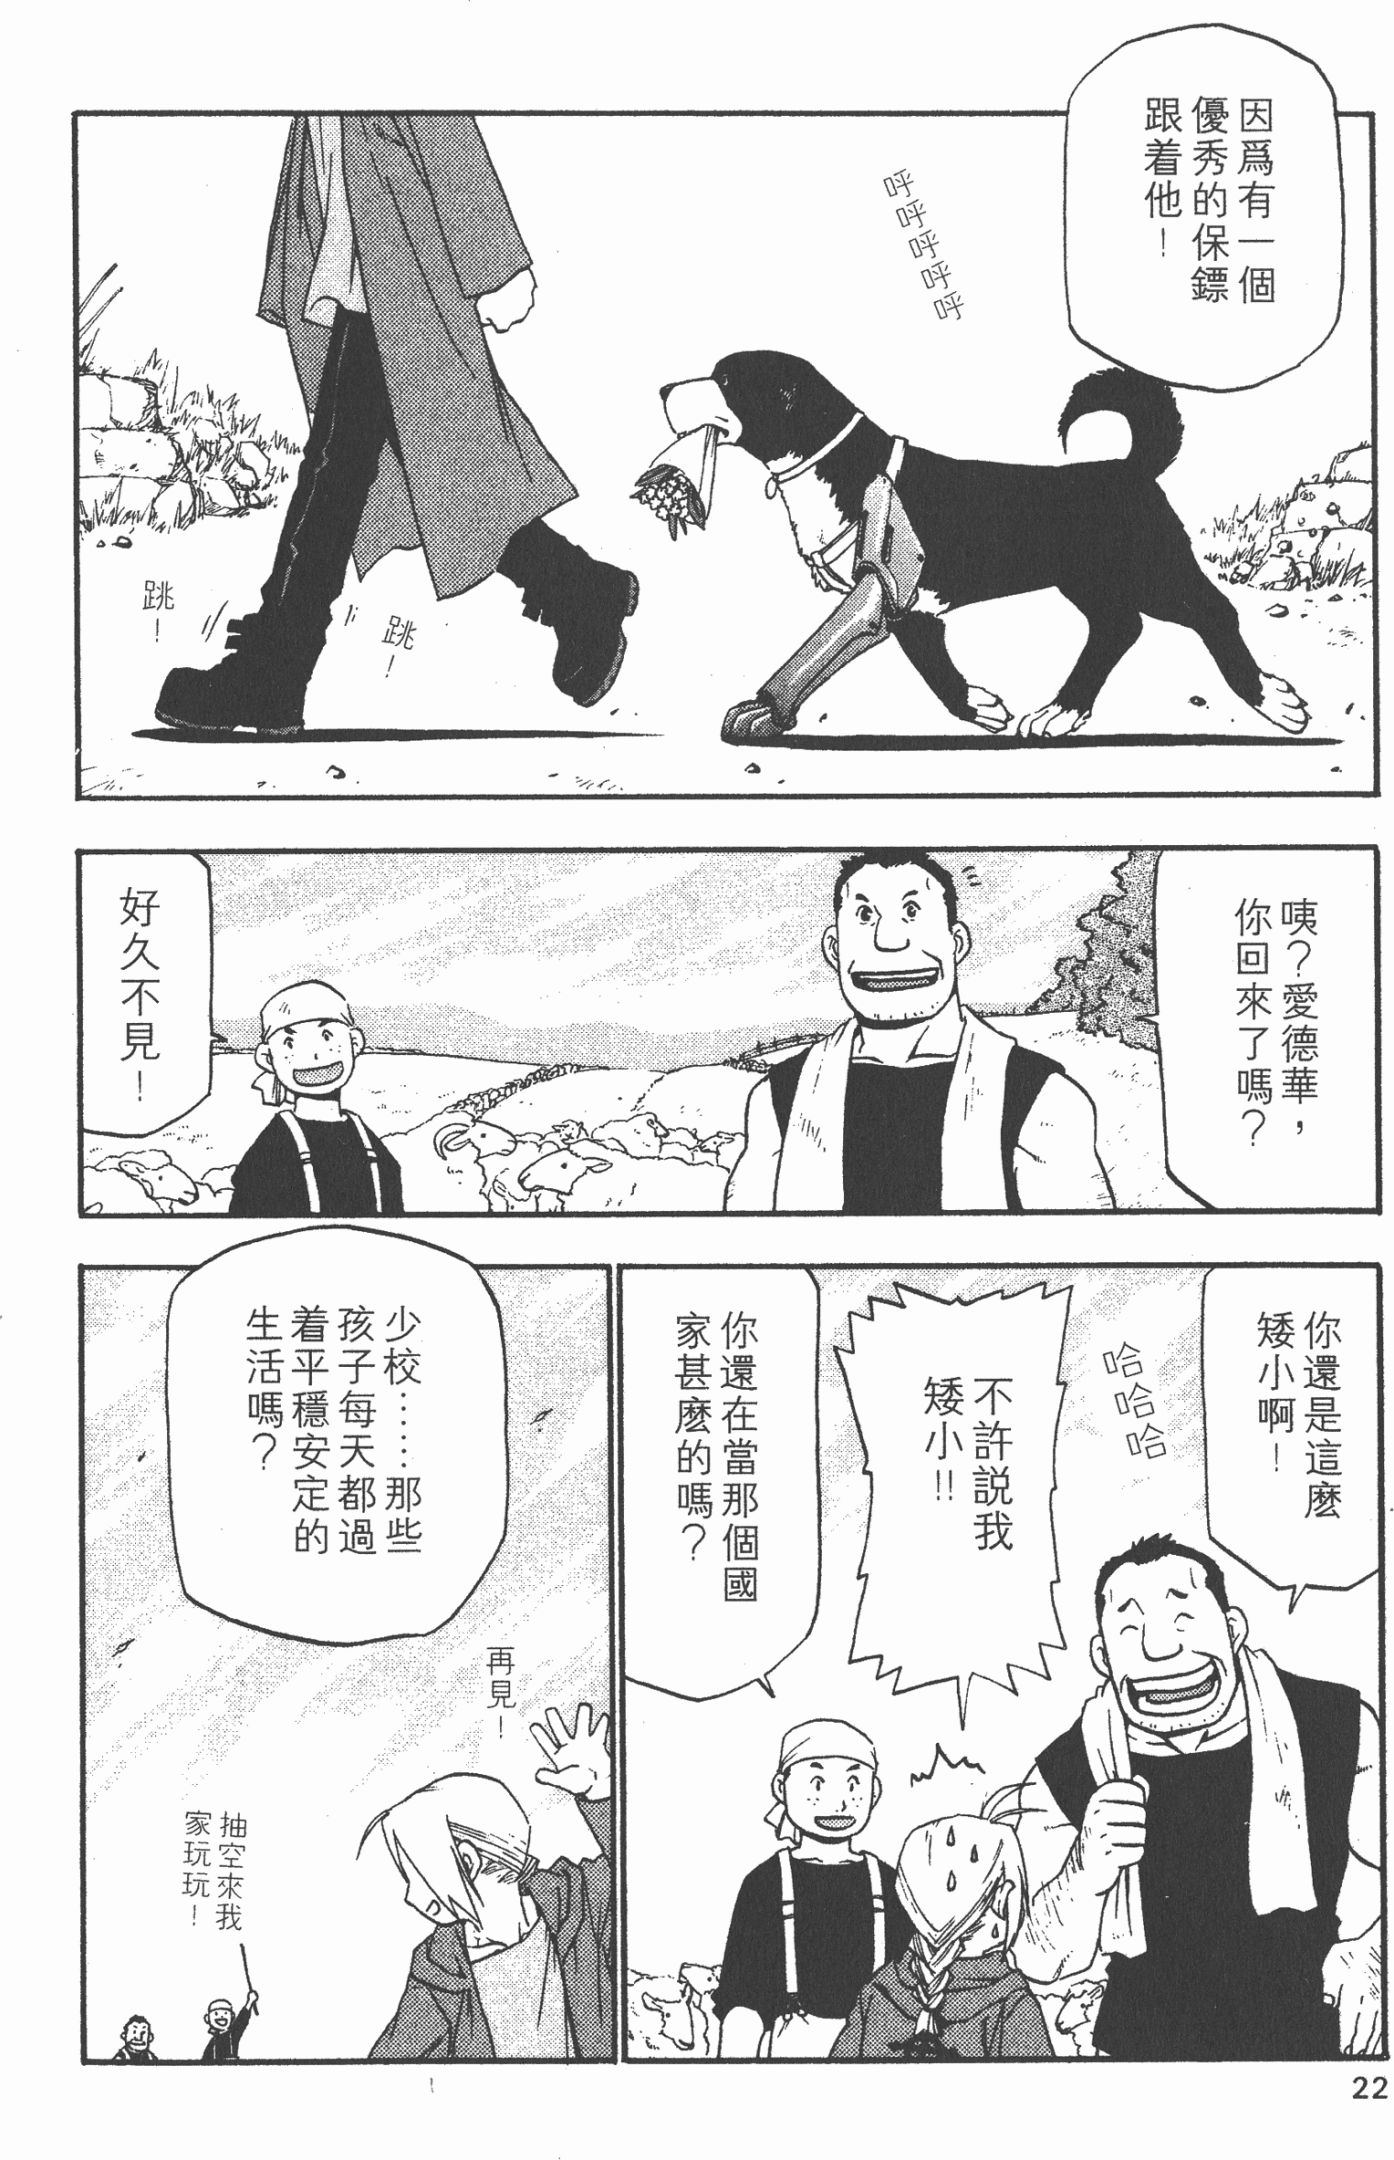 因爲有一個
優秀的保鏢
跟着他！
呼呼呼呼呼
跳！
跳！
咦？愛德華，
你回來了嗎？
好久不見！
你還是這麼
矮小啊！
哈哈哈
不許説我
矮小!!
你還在當那個國
家甚麼的嗎？
少校……那些
孩子每天都過
着平穩安定的
生活嗎？
再見！
抽空來我
家玩玩！
22